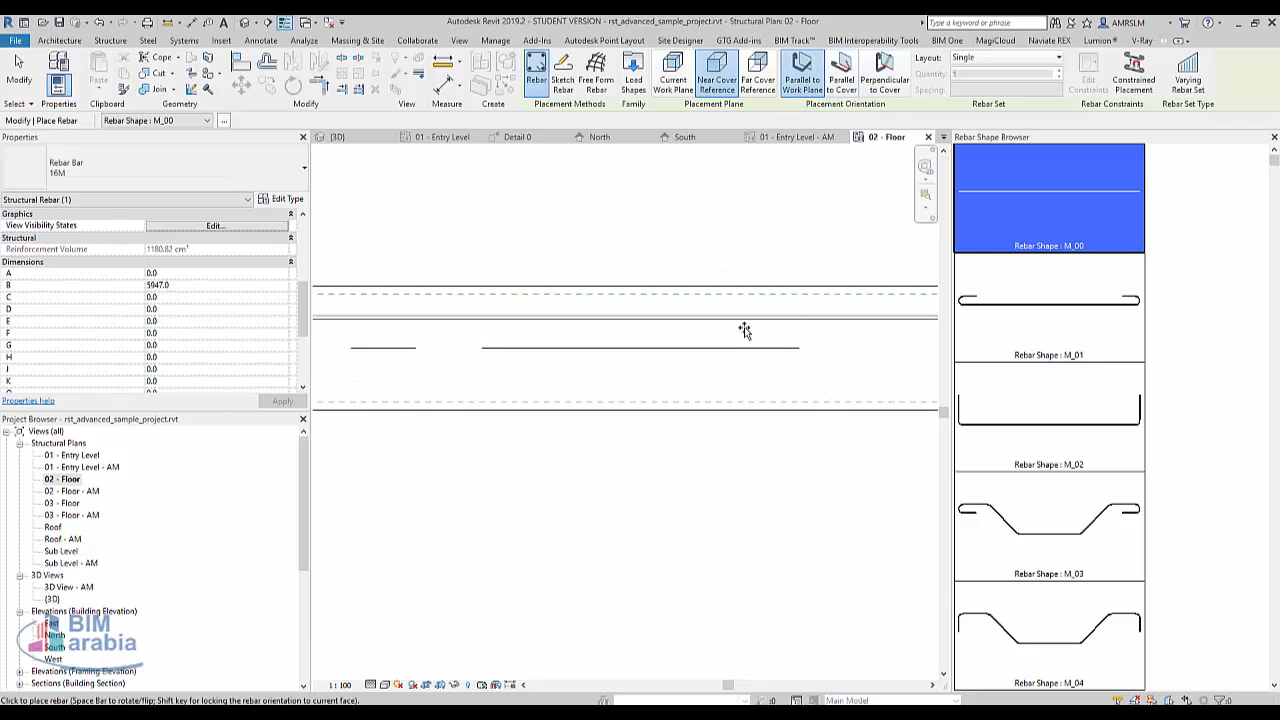 Autodesk Revit 2019.2 - STUDENT VERSION - rst_advanced_sample_project.rvt - Structural Plan: 02 - Floor
Type a keyword or phrase
AMRSLM
File Architecture Structure Steel Systems Insert Annotate Analyze Massing & Site Collaborate View Manage Add-Ins Autodesk Point Layout Site Designer GTG Add-ins BIM Track™ BIM Interoperability Tools BIM One MagiCloud Naviate REX Lumion® V-Ray
Modify
Paste
Cope
Cut
Join
Rebar
Sketch Rebar
Free Form Rebar
Load Shapes
Current Work Plane
Near Cover Reference
Far Cover Reference
Parallel to Work Plane
Parallel to Cover
Perpendicular to Cover
Layout: Single
Quantity: 1
Spacing:
Edit Constraints
Constrained Placement
Varying Rebar Set
Select Properties Clipboard Geometry Modify View Measure Create Placement Methods Family Placement Plane Placement Orientation Rebar Set Rebar Constraints Rebar Set Type
Modify | Place Rebar
Rebar Shape : M_00
...
Properties
{3D} 01 - Entry Level Detail 0 North South 01 - Entry Level - AM 02 - Floor
Rebar Shape Browser
Rebar Bar
16M
Structural Rebar (1)
Edit Type
Graphics
View Visibility States Edit...
Structural
Reinforcement Volume 1180.82 cm³
Dimensions
A 0.0
B 5947.0
C 0.0
D 0.0
E 0.0
F 0.0
G 0.0
H 0.0
J 0.0
K 0.0
Properties help
Apply
Project Browser - rst_advanced_sample_project.rvt
Views (all)
Structural Plans
01 - Entry Level
01 - Entry Level - AM
02 - Floor
02 - Floor - AM
03 - Floor
03 - Floor - AM
Roof
Roof - AM
Sub Level
Sub Level - AM
3D Views
3D View - AM
{3D}
Elevations (Building Elevation)
East
North
South
West
Elevations (Framing Elevation)
Sections (Building Section)
BIM
arabia
Rebar Shape : M_00
Rebar Shape : M_01
Rebar Shape : M_02
Rebar Shape : M_03
Rebar Shape : M_04
1 : 100
Click to place rebar (Space Bar to rotate/flip; Shift key for locking the rebar orientation to current face).
:0
Main Model
:0